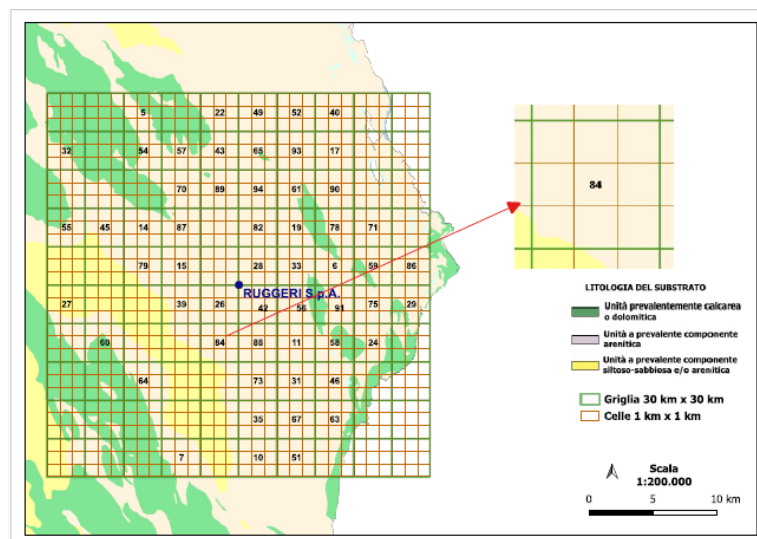 5 22 49 52 40
32 54 57 43 65 93 17
70 89 94 61 90
84
55 45 14 87 82 19 78 71
79 15 28 33 6 59 86
RUGGERI S.p.A.
27 39 26 42 56 91 75 29
60 84 88 11 58 24
64 73 31 46
35 67 63
7 10 51
LITOLOGIA DEL SUBSTRATO
Unità prevalentemente calcarea
o dolomitica
Unità a prevalente componente
arenitica
Unità a prevalente componente
siltoso-sabbiosa e/o arenitica
Griglia 30 km x 30 km
Celle 1 km x 1 km
Scala
1:200.000
0 5 10 km